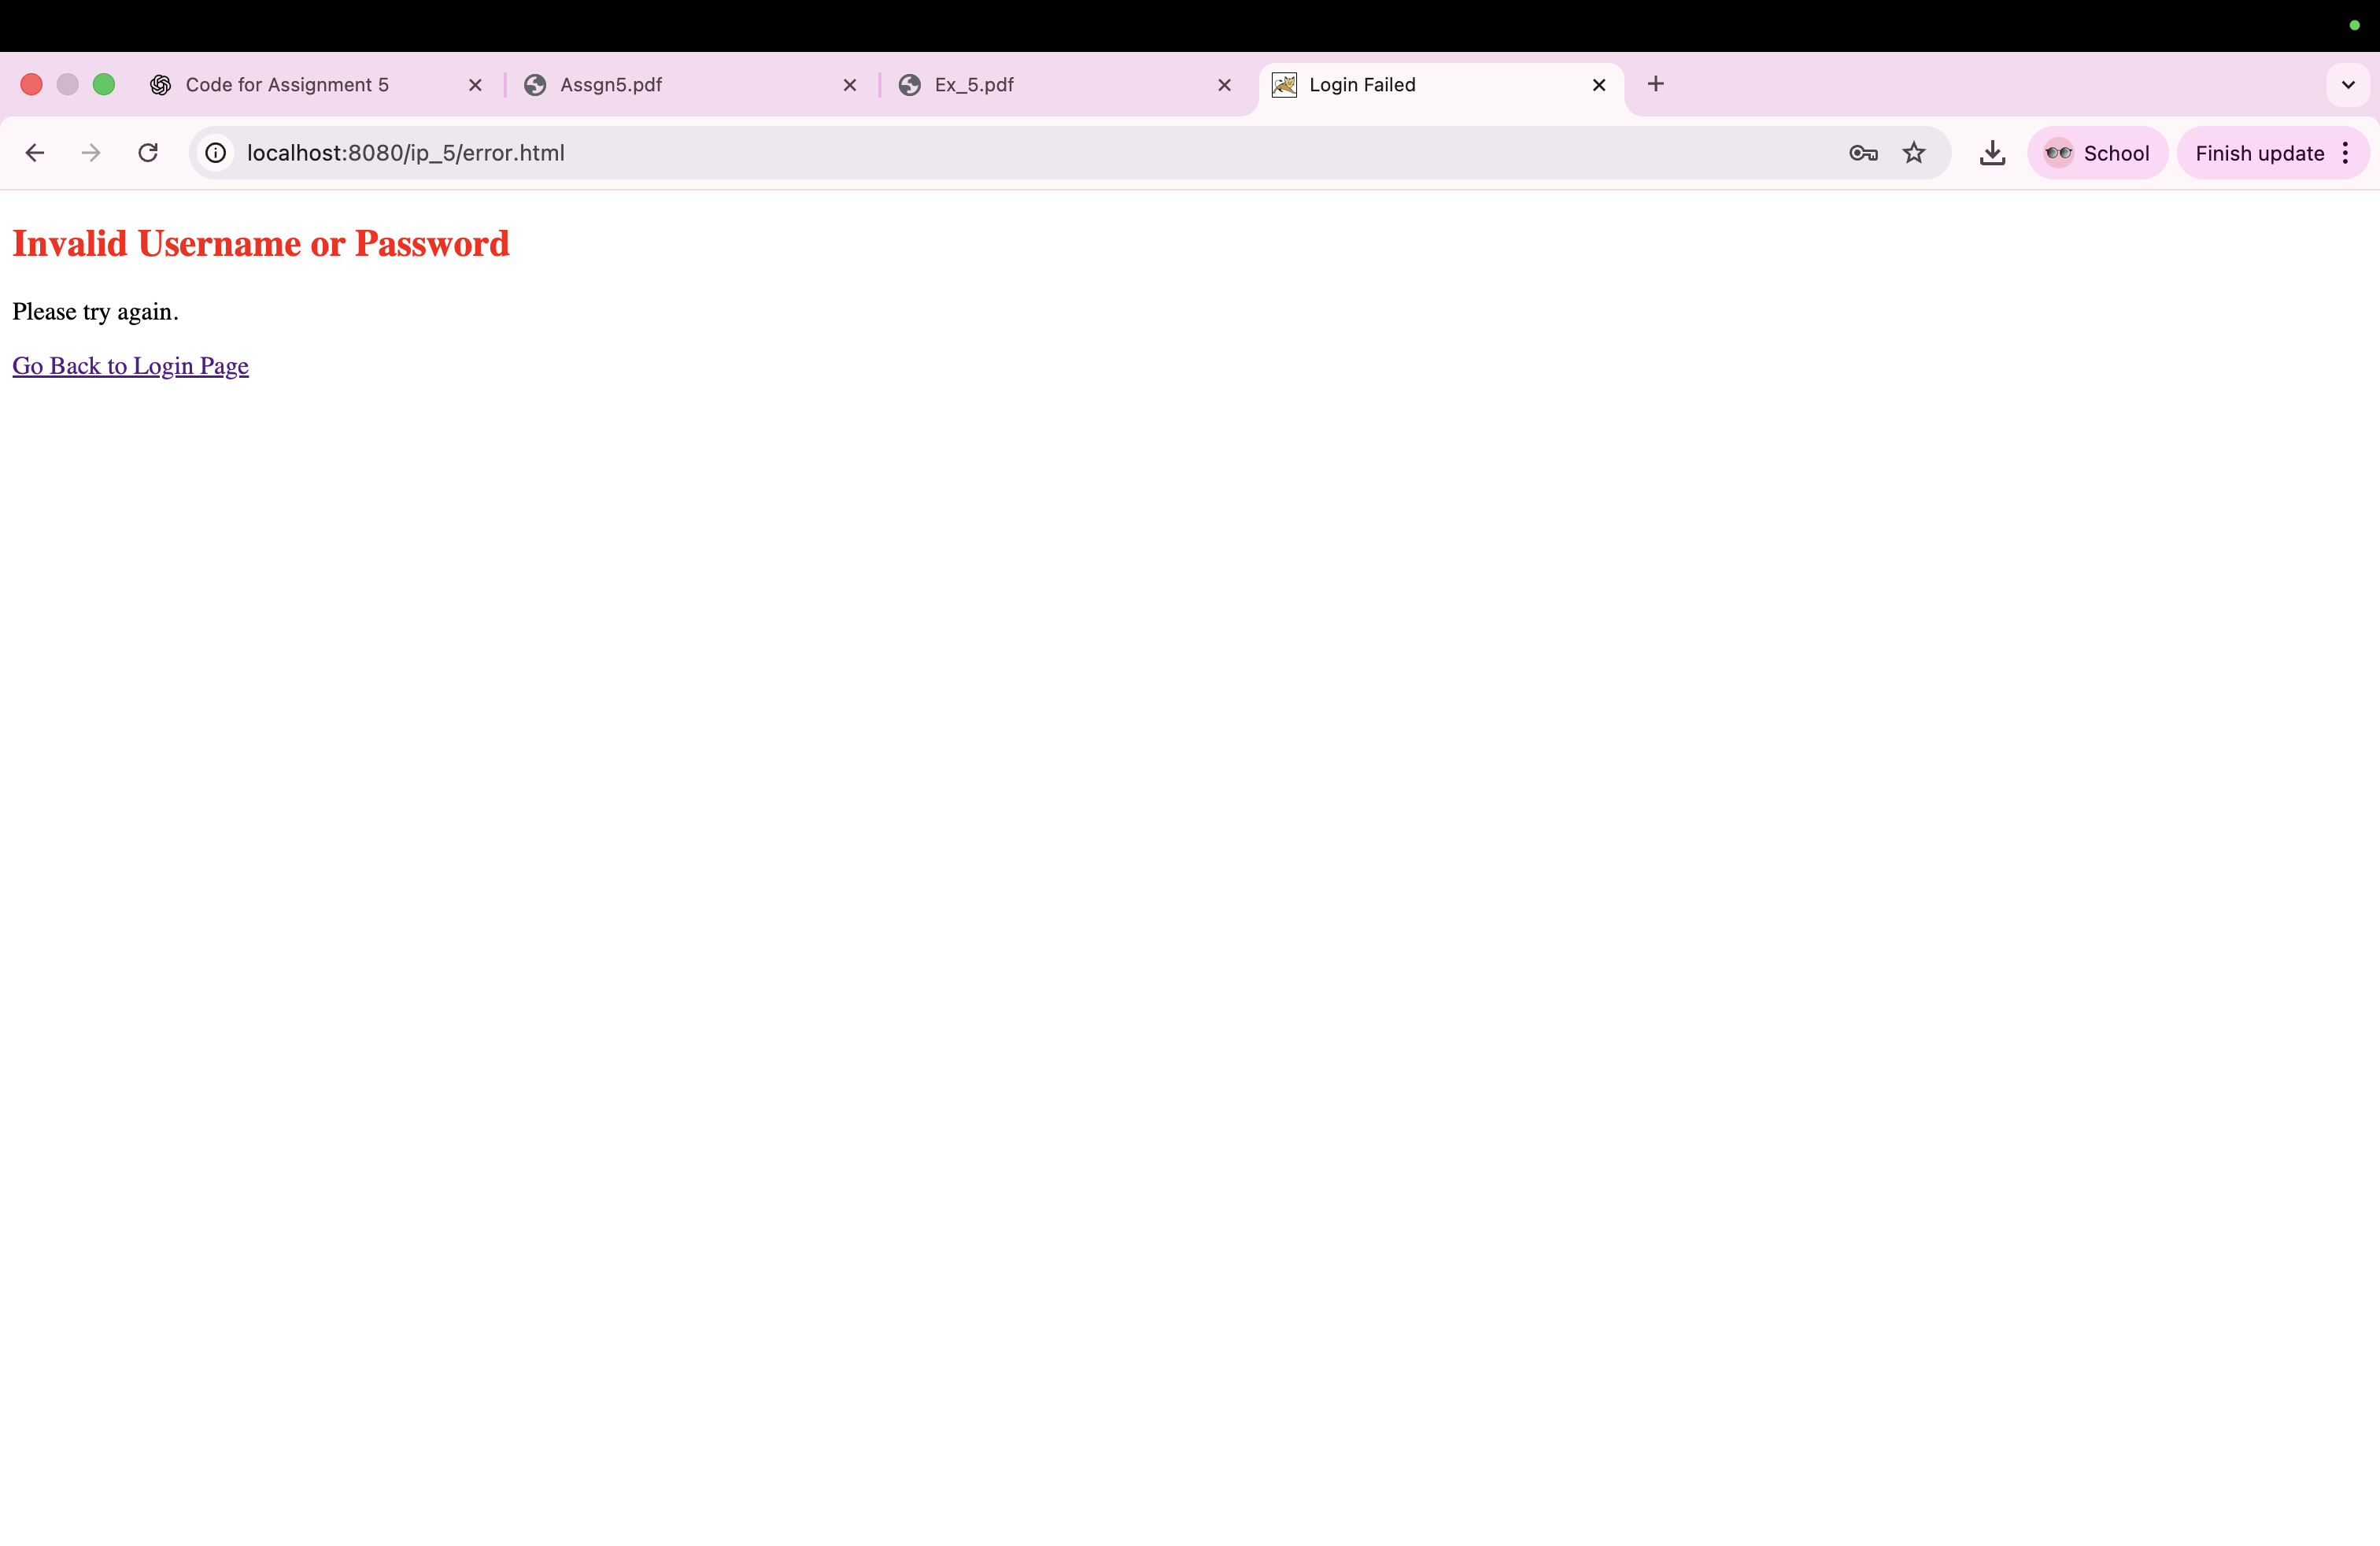 Code for Assignment 5
Assgn5.pdf
Ex_5.pdf
Login Failed
localhost:8080/ip_5/error.html
School
Finish update
Invalid Username or Password
Please try again.
Go Back to Login Page